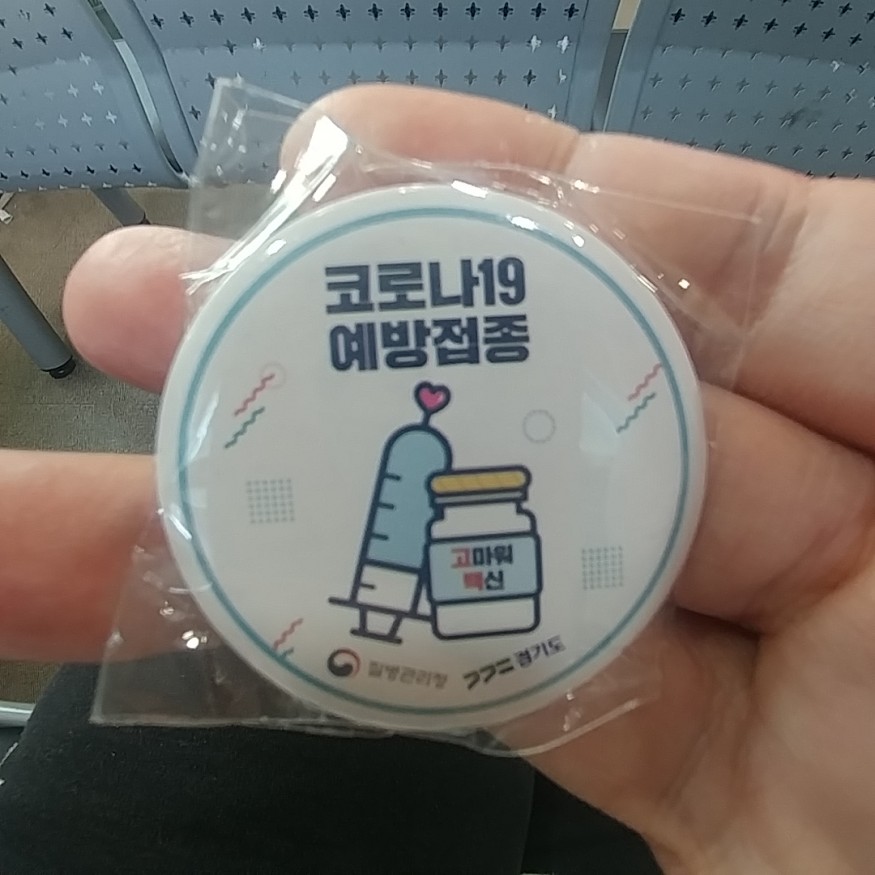 코로나19
예방접종
고마워
백신
질병관리청 경기도